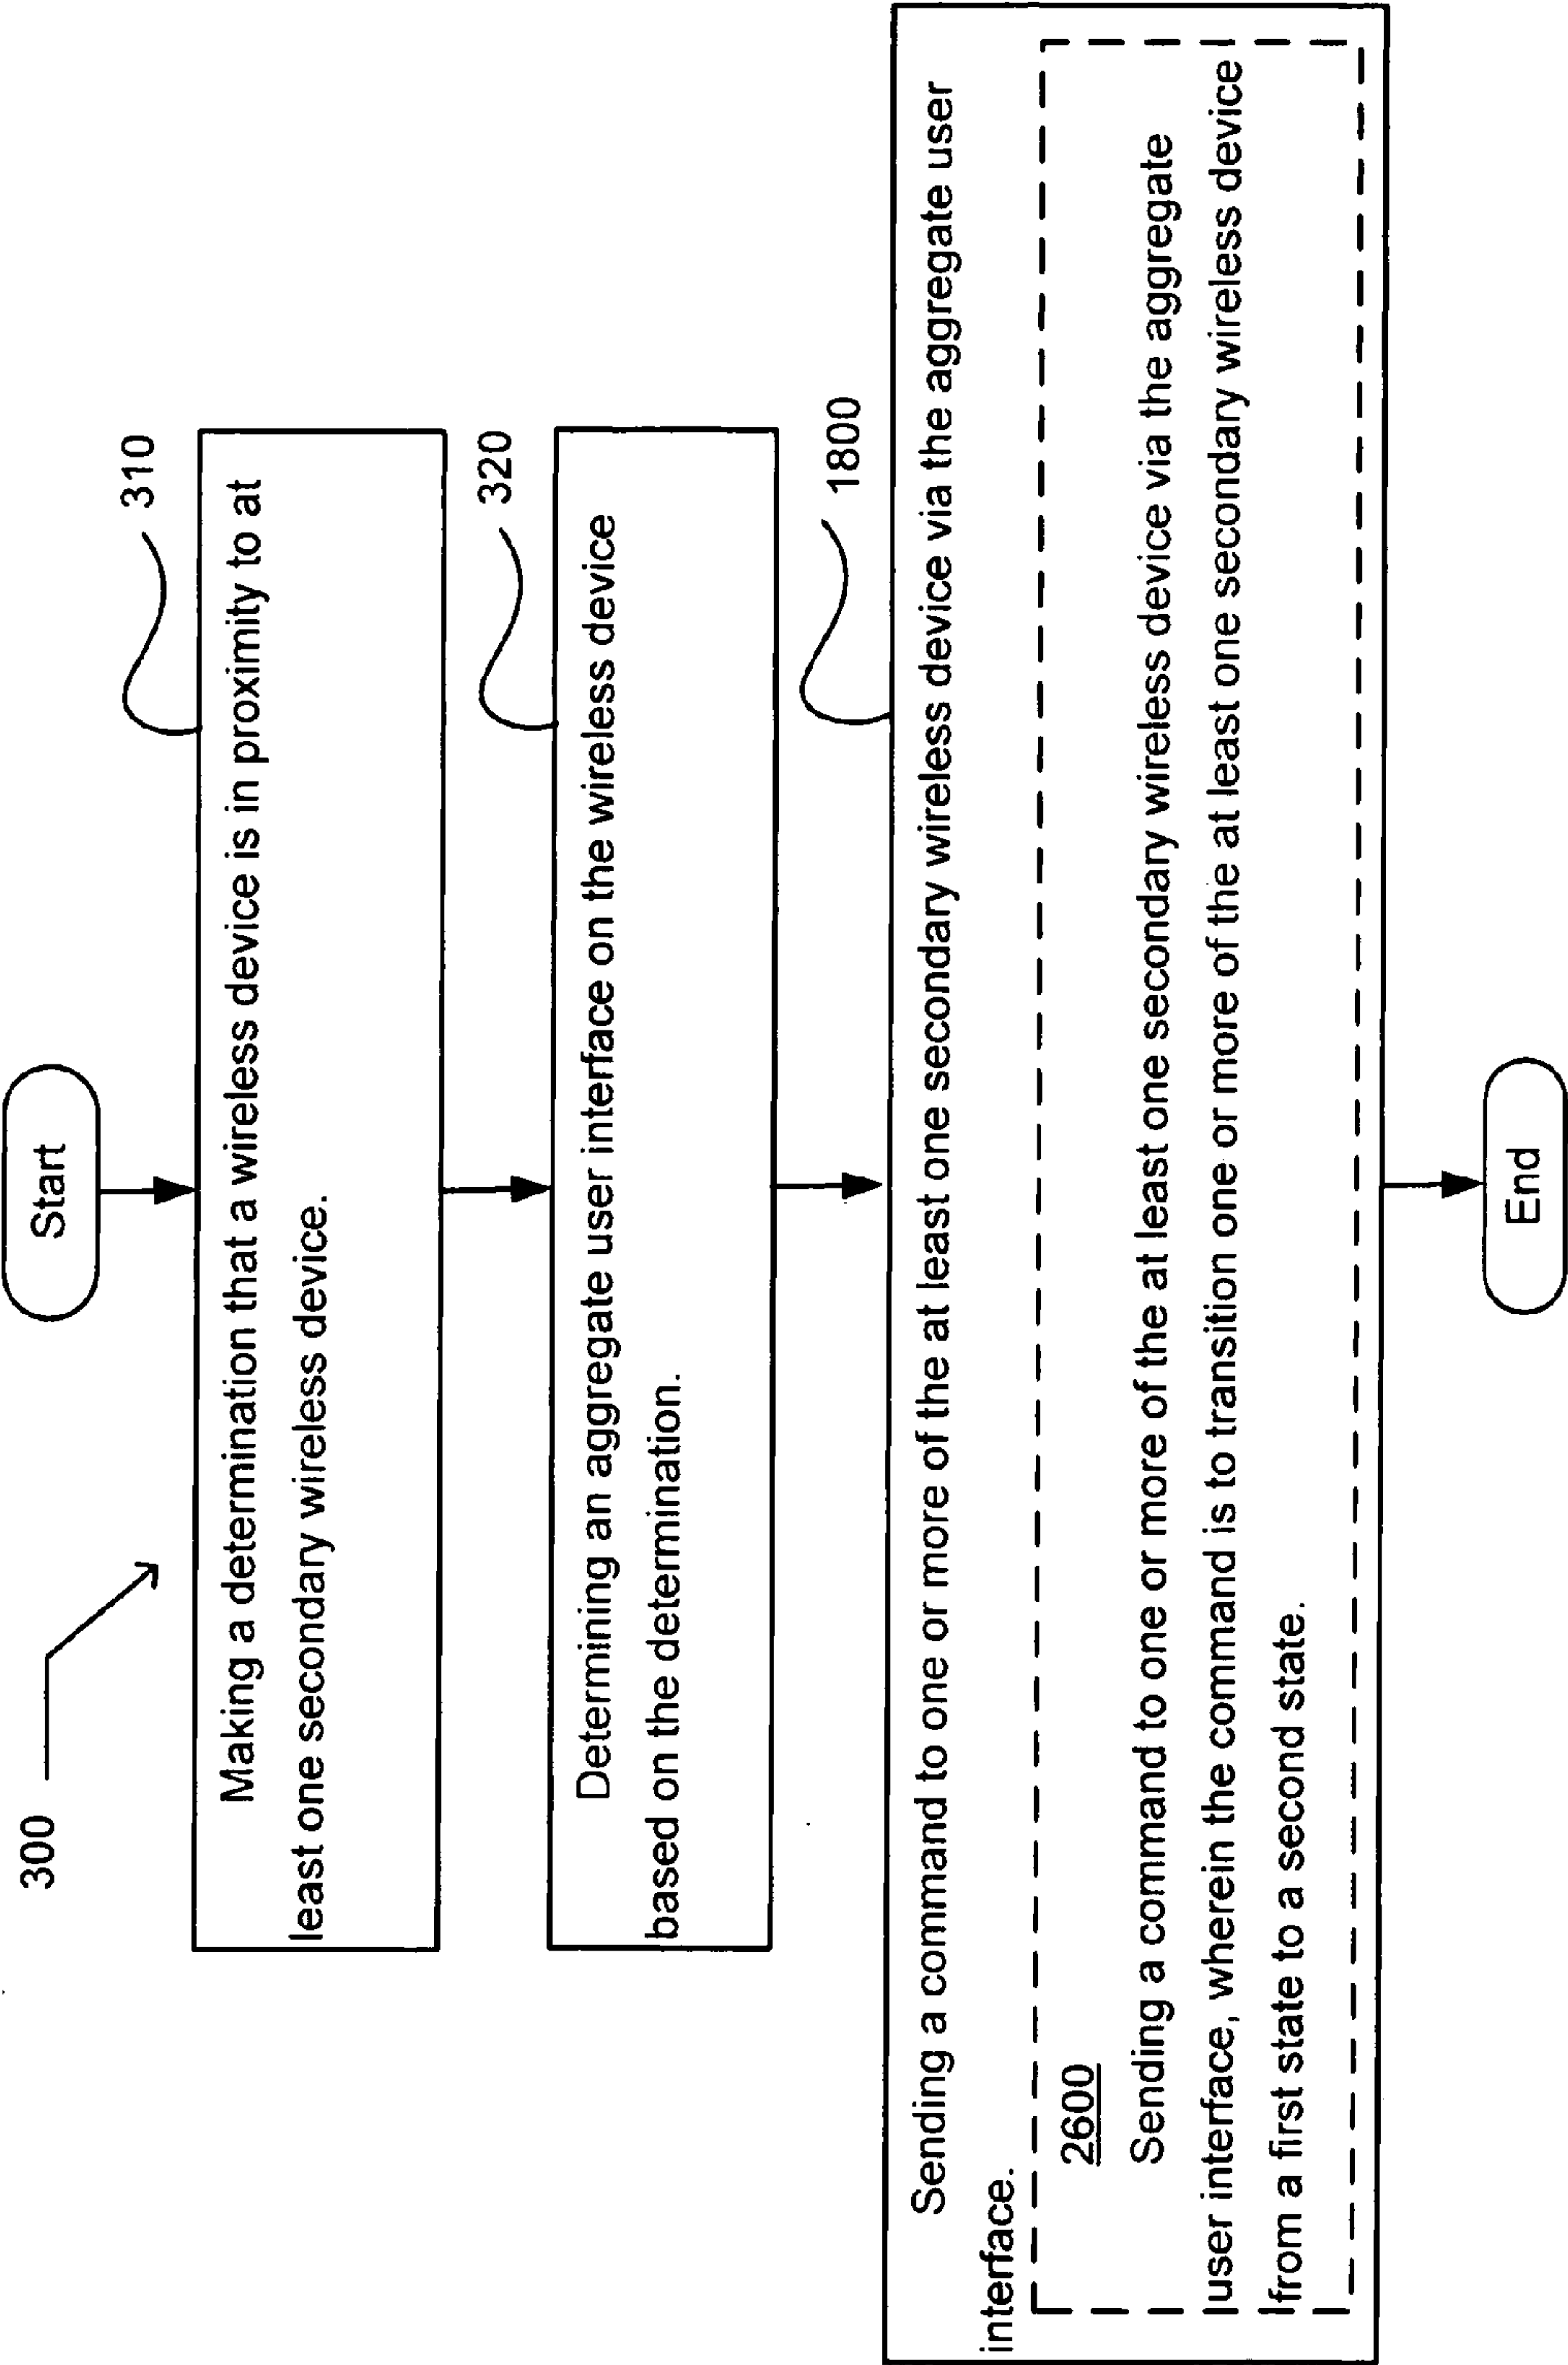 300
Start
310
Making a determination that a wireless device is in proximity to at
least one secondary wireless device.
320
Determining an aggregate user interface on the wireless device
based on the determination.
1800
Sending a command to one or more of the at least one secondary wireless device via the aggregate user
interface.
2600
Sending a command to one or more of the at least one secondary wireless device via the aggregate
user interface, wherein the command is to transition one or more of the at least one secondary wireless device
from a first state to a second state.
End